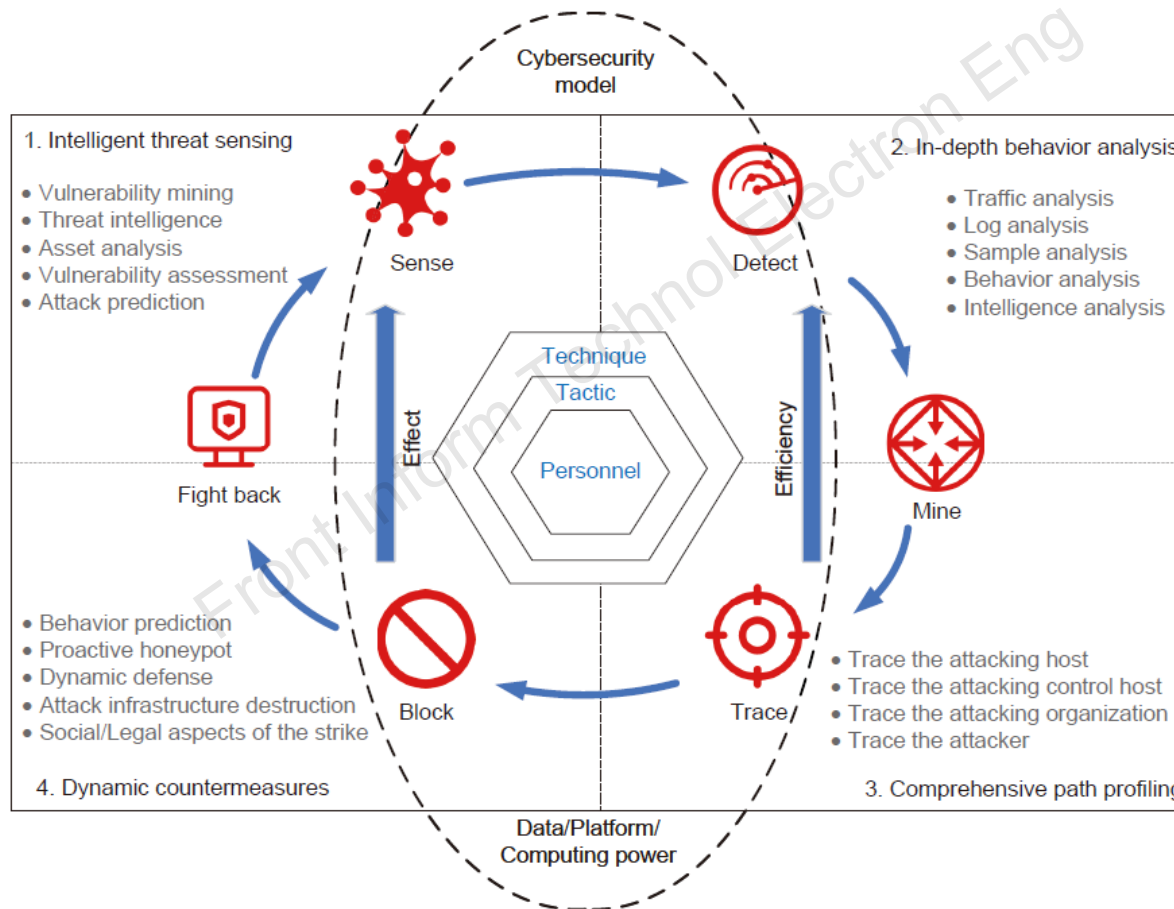 Cybersecurity
model
1. Intelligent threat sensing
● Vulnerability mining
● Threat intelligence
● Asset analysis
● Vulnerability assessment
● Attack prediction
Sense
Detect
2. In-depth behavior analysis
● Traffic analysis
● Log analysis
● Sample analysis
● Behavior analysis
● Intelligence analysis
Technique
Tactic
Personnel
Effect
Efficiency
Fight back
Mine
● Behavior prediction
● Proactive honeypot
● Dynamic defense
● Attack infrastructure destruction
● Social/Legal aspects of the strike
Block
Trace
● Trace the attacking host
● Trace the attacking control host
● Trace the attacking organization
● Trace the attacker
4. Dynamic countermeasures
3. Comprehensive path profiling
Data/Platform/
Computing power
Front Inform Technol Electron Eng